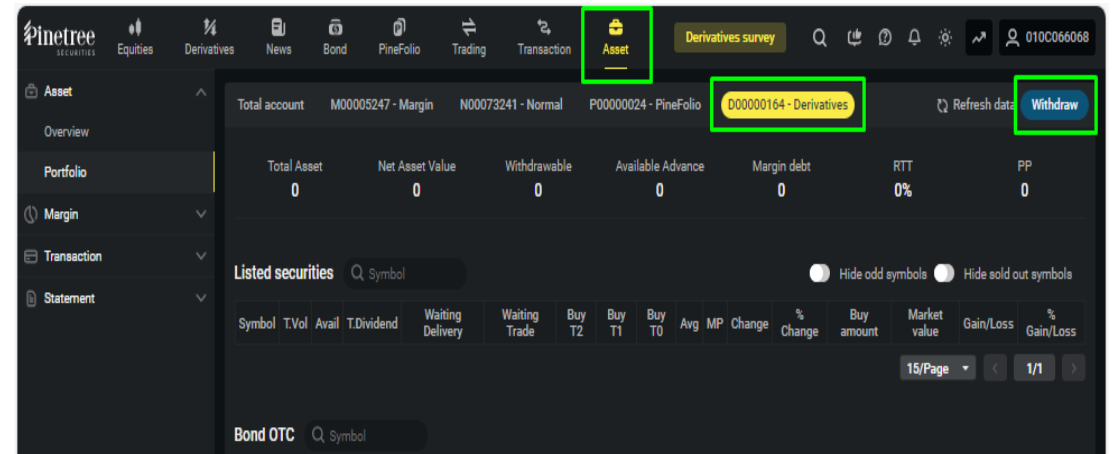 Pinetree
SECURITIES
Equities
Derivatives
News
Bond
PineFolio
Trading
Transaction
Asset
Derivatives survey
010C066068
Asset
Overview
Portfolio
Margin
Transaction
Statement
Total account
M00005247 - Margin
N00073241 - Normal
P00000024 - PineFolio
D00000164 - Derivatives
Refresh data
Withdraw
Total Asset
0
Net Asset Value
0
Withdrawable
0
Available Advance
0
Margin debt
0
RTT
0%
PP
0
Listed securities
Symbol
Hide odd symbols
Hide sold out symbols
Symbol
T.Vol
Avail
T.Dividend
Waiting
Delivery
Waiting
Trade
Buy
T2
Buy
T1
Buy
T0
Avg
MP
Change
%
Change
Buy
amount
Market
value
Gain/Loss
%
Gain/Loss
15/Page
1/1
Bond OTC
Symbol